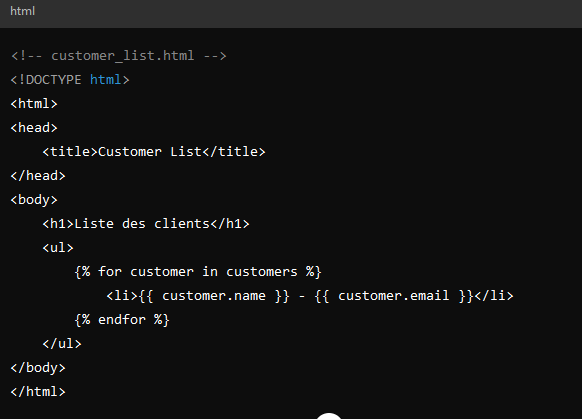 html
<!-- customer_list.html -->
<!DOCTYPE html>
<html>
<head>
    <title>Customer List</title>
</head>
<body>
    <h1>Liste des clients</h1>
    <ul>
        {% for customer in customers %}
            <li>{{ customer.name }} - {{ customer.email }}</li>
        {% endfor %}
    </ul>
</body>
</html>